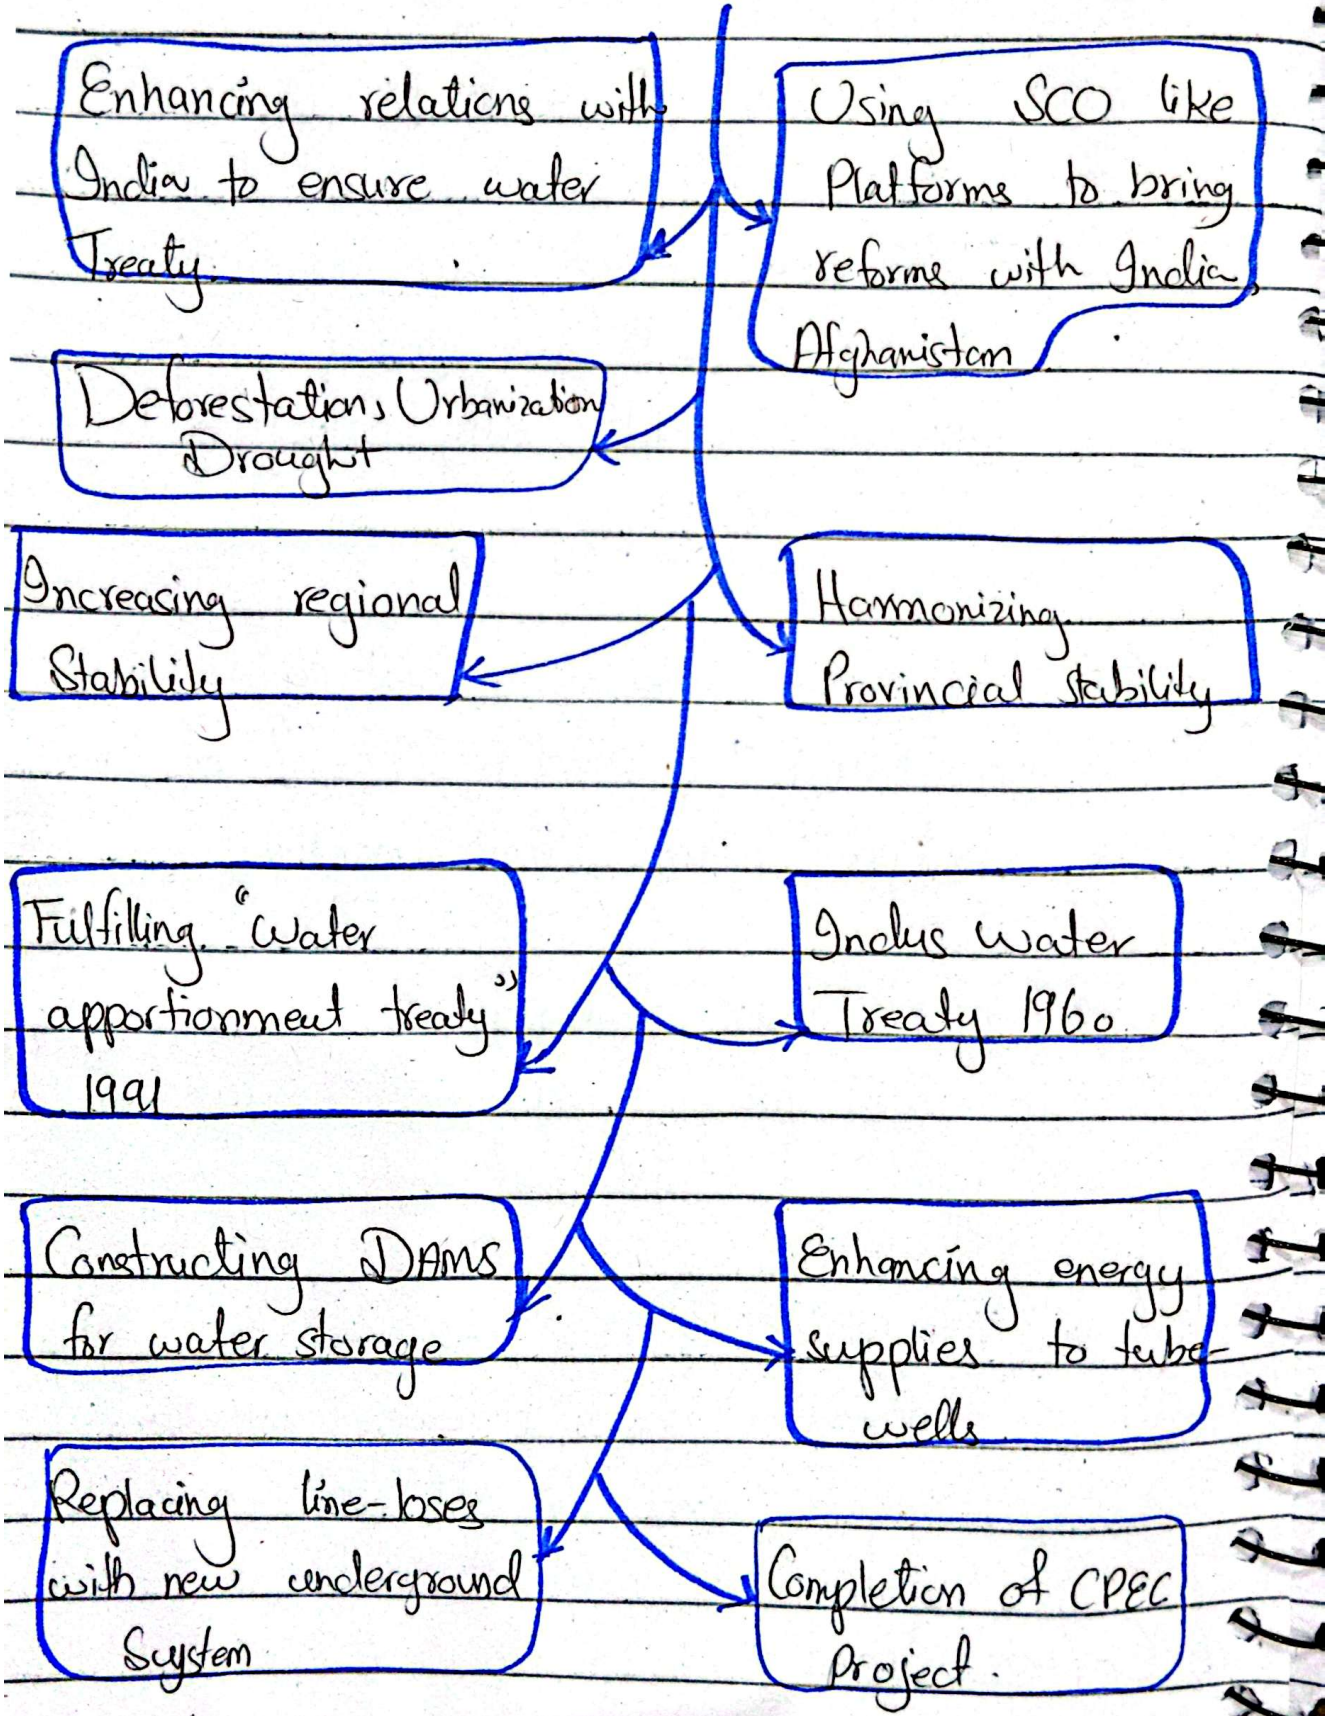 Enhancing relations with
India to ensure water
Treaty.
Using SCO like
Platforms to bring
reforms with India,
Afghanistan
Deforestation, Urbanization
Drought
Increasing regional
Stability
Harmonizing
Provincial stability
Fulfilling "Water
apportionment treaty"
1991
Indus water
Treaty 1960
Constructing DAMS
for water storage
Enhancing energy
supplies to tube-
wells
Replacing line-loses
with new underground
System
Completion of CPEC
Project.